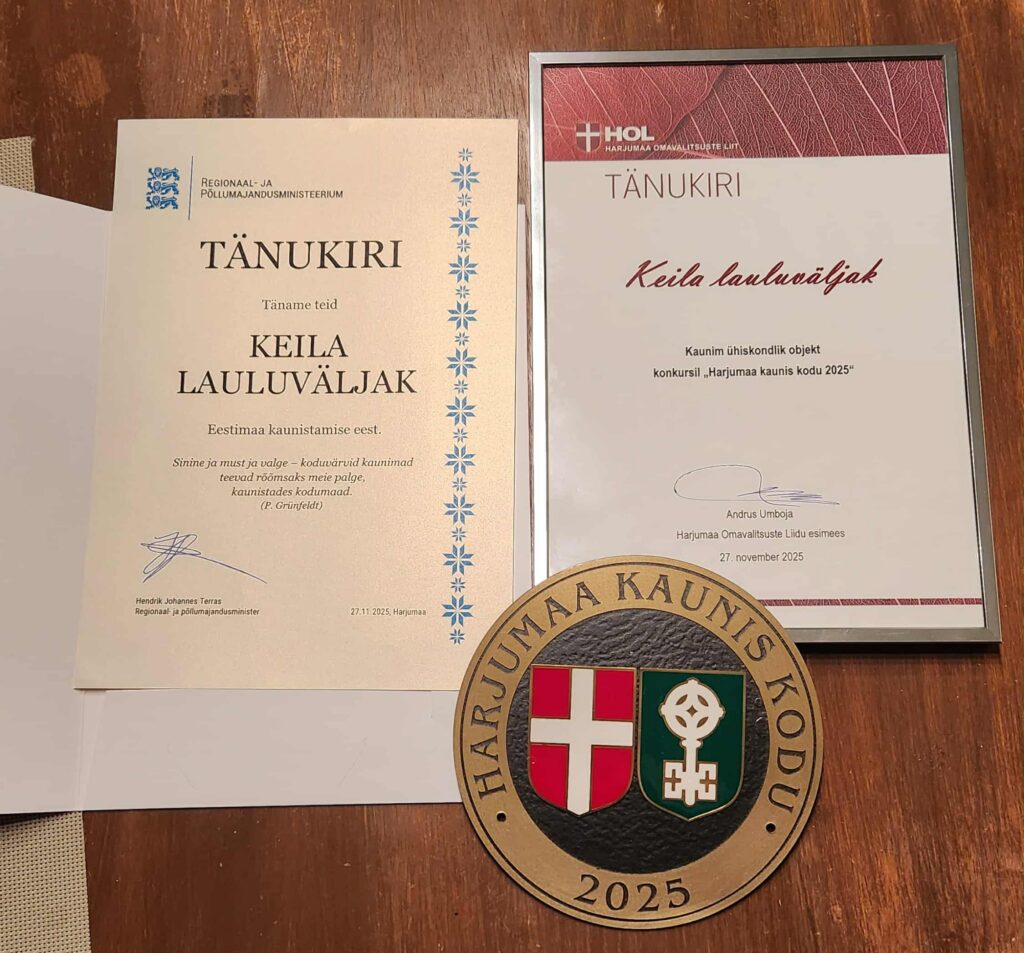 REGIONAAL- JA
PÕLLUMAJANDUSMINISTEERIUM
TÄNUKIRI
Täname teid
KEILA
LAULUVÄLJAK
Eestimaa kaunistamise eest.
Sinine ja must ja valge – koduvärvid kaunimad
teevad rõõmsaks meie palge,
kaunistades kodumaad.
(P. Grünfeldt)
Hendrik Johannes Terras
Regionaal- ja põllumajandusminister
27.11.2025, Harjumaa
HOL
HARJUMAA OMAVALITSUSTE LIIT
TÄNUKIRI
Keila lauluväljak
Kaunim ühiskondlik objekt
konkursil „Harjumaa kaunis kodu 2025“
Andrus Umboja
Harjumaa Omavalitsuste Liidu esimees
27. november 2025
HARJUMAA KAUNIS KODU
2025